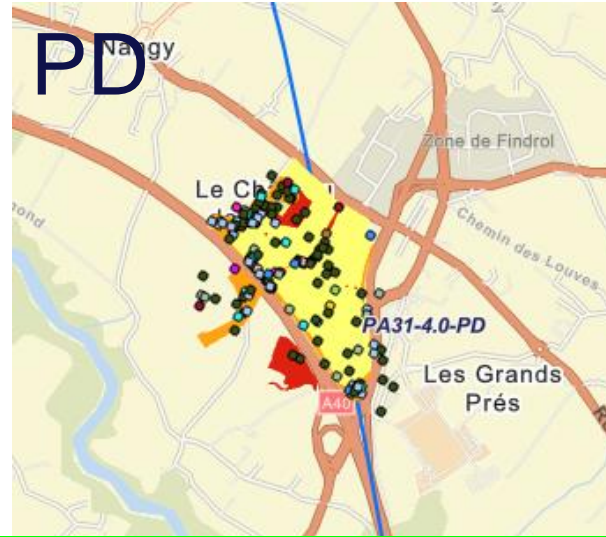 PD
Nangy
Zone de Findrol
Chemin des Louves
PA31-4.0-PD
Les Grands
Prés
A40